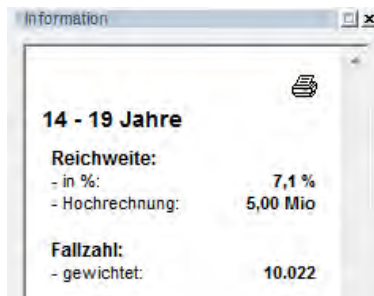 Information
14 - 19 Jahre
Reichweite:
- in %: 7,1 %
- Hochrechnung: 5,00 Mio
Fallzahl:
- gewichtet: 10.022